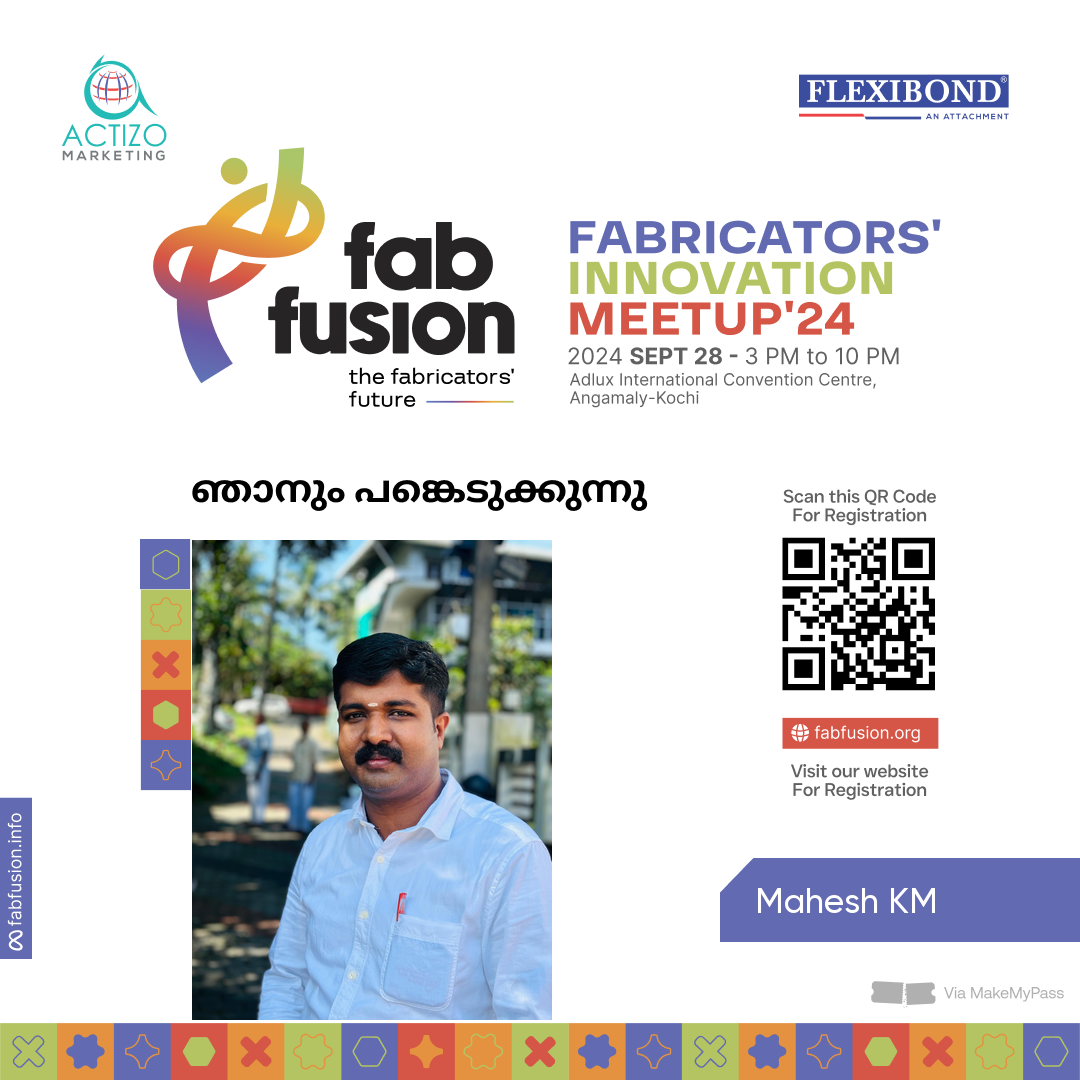 ACTIZO
MARKETING
FLEXIBOND®
AN ATTACHMENT
fab
fusion
the fabricators'
future
FABRICATORS'
INNOVATION
MEETUP'24
2024 SEPT 28 - 3 PM to 10 PM
Adlux International Convention Centre,
Angamaly-Kochi
ഞാനും പങ്കെടുക്കുന്നു
Scan this QR Code
For Registration
fabfusion.org
Visit our website
For Registration
fabfusion.info
Mahesh KM
Via MakeMyPass